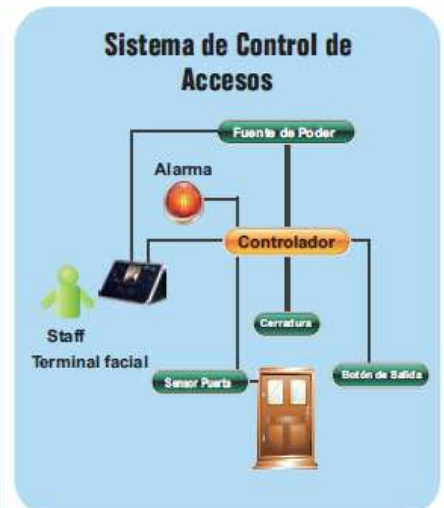 Sistema de Control de
Accesos
Fuente de Poder
Alarma
Controlador
Cerradura
Staff
Terminal facial
Sensor Puerta
Botón de Salida